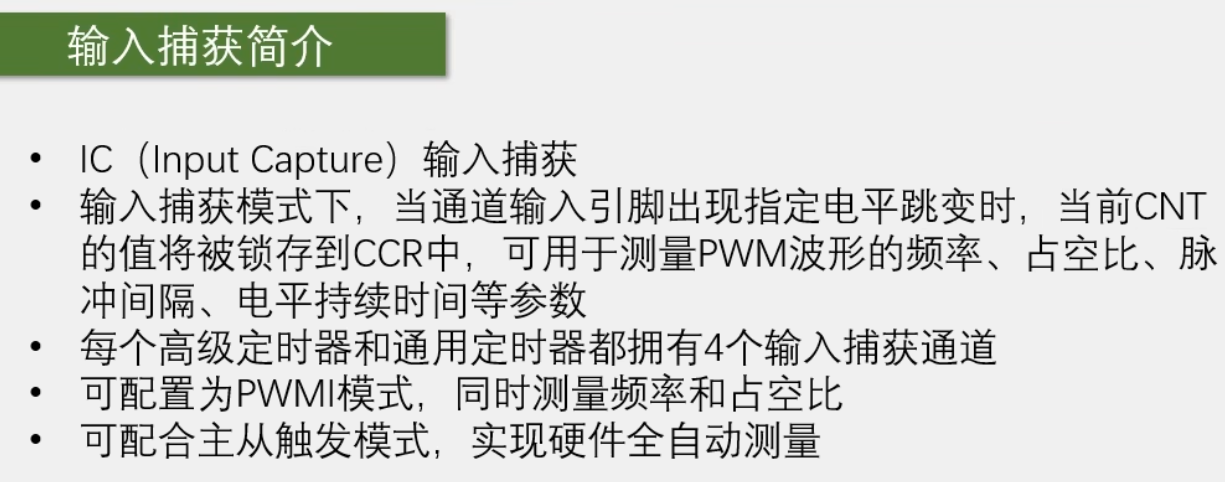 输入捕获简介
• IC（Input Capture）输入捕获
• 输入捕获模式下，当通道输入引脚出现指定电平跳变时，当前CNT
的值将被锁存到CCR中，可用于测量PWM波形的频率、占空比、脉
冲间隔、电平持续时间等参数
• 每个高级定时器和通用定时器都拥有4个输入捕获通道
• 可配置为PWMI模式，同时测量频率和占空比
• 可配合主从触发模式，实现硬件全自动测量